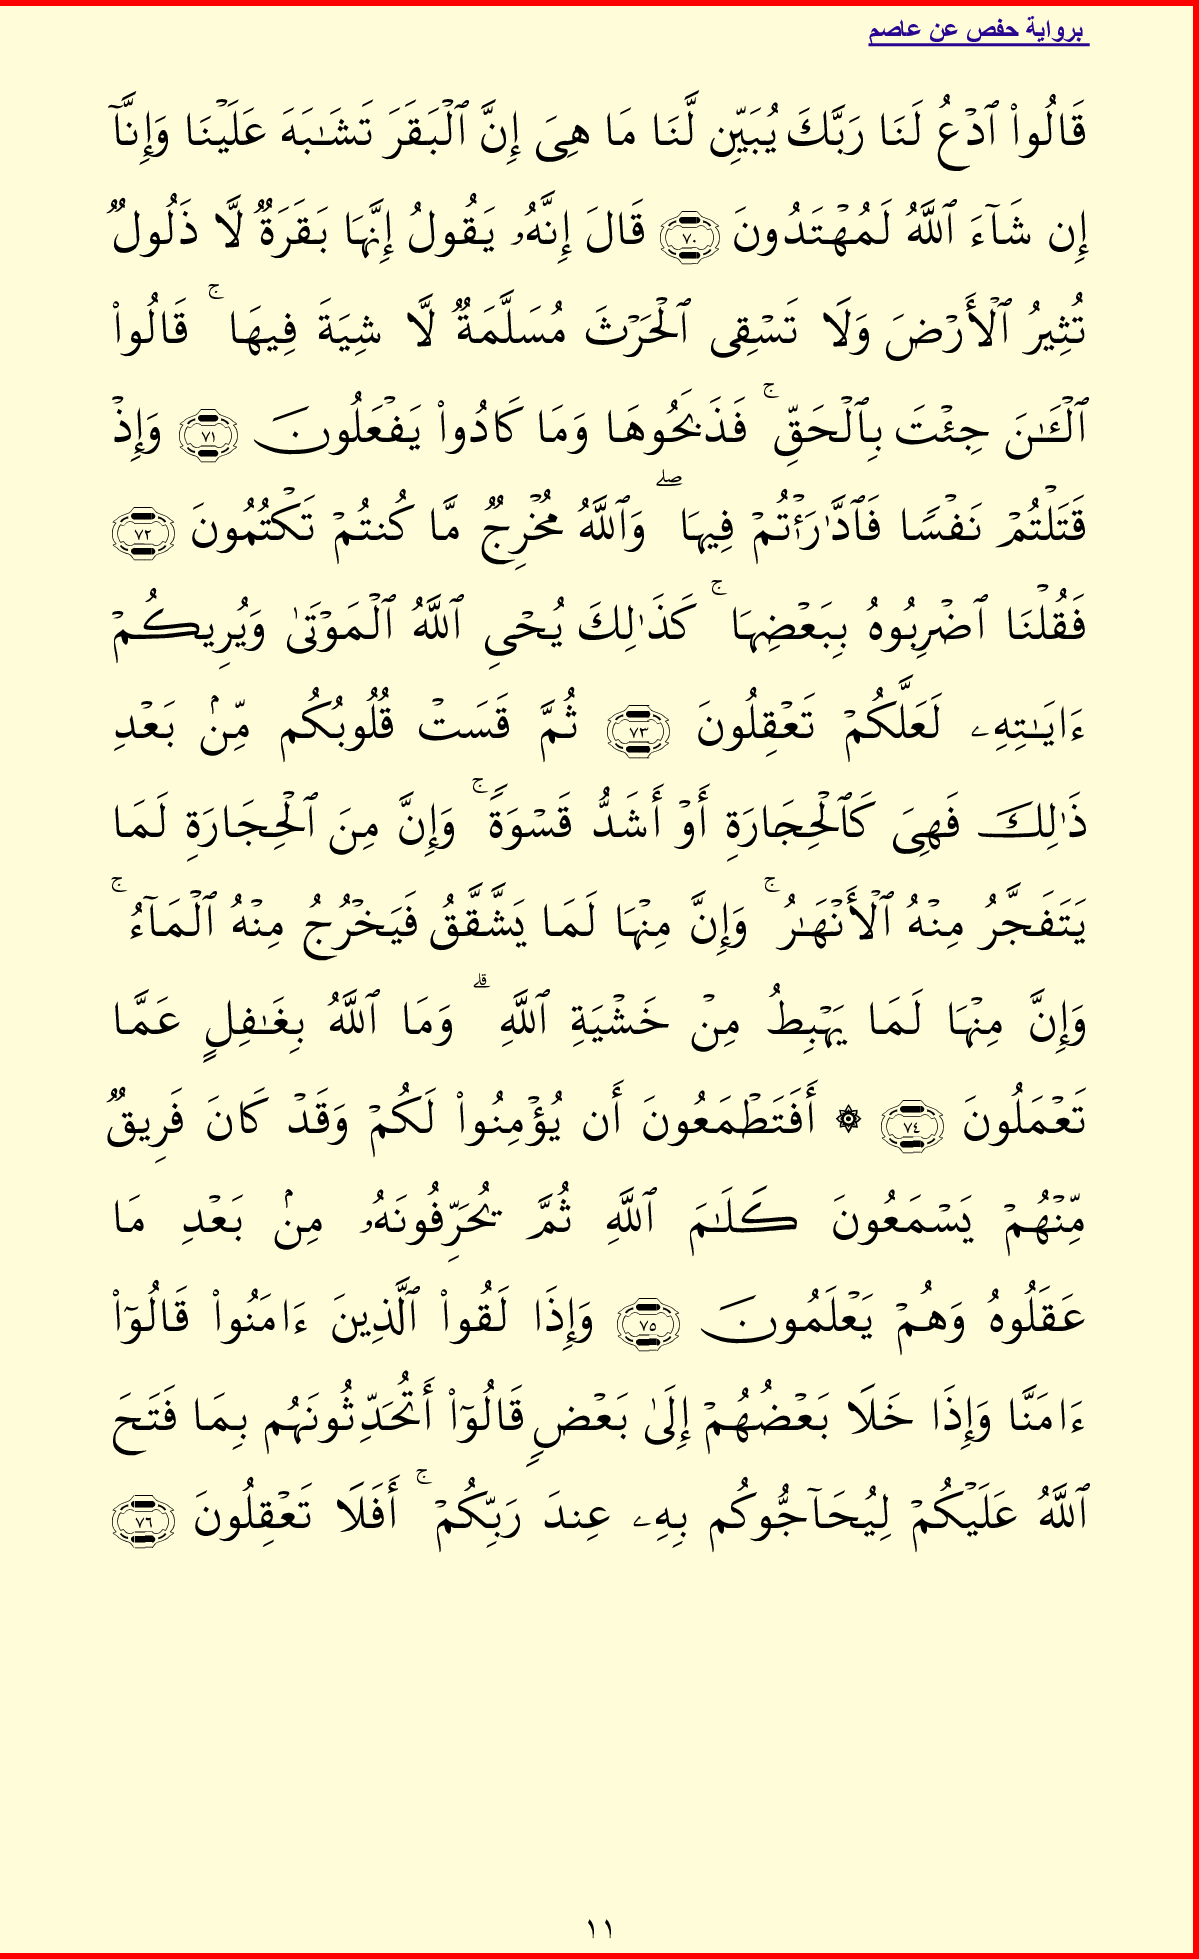 برواية حفص عن عاصم
قَالُوا۟ ٱدْعُ لَنَا رَبَّكَ يُبَيِّن لَّنَا مَا هِىَ إِنَّ ٱلْبَقَرَ تَشَـٰبَهَ عَلَيْنَا وَإِنَّآ
إِن شَآءَ ٱللَّهُ لَمُهْتَدُونَ ٧٠ قَالَ إِنَّهُۥ يَقُولُ إِنَّهَا بَقَرَةٌ لَّا ذَلُولٌ
تُثِيرُ ٱلْأَرْضَ وَلَا تَسْقِى ٱلْحَرْثَ مُسَلَّمَةٌ لَّا شِيَةَ فِيهَا ۚ قَالُوا۟
ٱلْـَٔـٰنَ جِئْتَ بِٱلْحَقِّ ۚ فَذَبَحُوهَا وَمَا كَادُوا۟ يَفْعَلُونَ ٧١ وَإِذْ
قَتَلْتُمْ نَفْسًا فَٱدَّٰرَْٰٔتُمْ فِيهَا ۖ وَٱللَّهُ مُخْرِجٌ مَّا كُنتُمْ تَكْتُمُونَ ٧٢
فَقُلْنَا ٱضْرِبُوهُ بِبَعْضِهَا ۚ كَذَٰلِكَ يُحْىِ ٱللَّهُ ٱلْمَوْتَىٰ وَيُرِيكُمْ
ءَايَـٰتِهِۦ لَعَلَّكُمْ تَعْقِلُونَ ٧٣ ثُمَّ قَسَتْ قُلُوبُكُم مِّنۢ بَعْدِ
ذَٰلِكَ فَهِىَ كَٱلْحِجَارَةِ أَوْ أَشَدُّ قَسْوَةً ۚ وَإِنَّ مِنَ ٱلْحِجَارَةِ لَمَا
يَتَفَجَّرُ مِنْهُ ٱلْأَنْهَـٰرُ ۚ وَإِنَّ مِنْهَا لَمَا يَشَّقَّقُ فَيَخْرُجُ مِنْهُ ٱلْمَآءُ ۚ
وَإِنَّ مِنْهَا لَمَا يَهْبِطُ مِنْ خَشْيَةِ ٱللَّهِ ۗ وَمَا ٱللَّهُ بِغَـٰفِلٍ عَمَّا
تَعْمَلُونَ ٧٤ ۞ أَفَتَطْمَعُونَ أَن يُؤْمِنُوا۟ لَكُمْ وَقَدْ كَانَ فَرِيقٌ
مِّنْهُمْ يَسْمَعُونَ كَلَـٰمَ ٱللَّهِ ثُمَّ يُحَرِّفُونَهُۥ مِنۢ بَعْدِ مَا
عَقَلُوهُ وَهُمْ يَعْلَمُونَ ٧٥ وَإِذَا لَقُوا۟ ٱلَّذِينَ ءَامَنُوا۟ قَالُوٓا۟
ءَامَنَّا وَإِذَا خَلَا بَعْضُهُمْ إِلَىٰ بَعْضٍ قَالُوٓا۟ أَتُحَدِّثُونَهُم بِمَا فَتَحَ
ٱللَّهُ عَلَيْكُمْ لِيُحَآجُّوكُم بِهِۦ عِندَ رَبِّكُمْ ۚ أَفَلَا تَعْقِلُونَ ٧٦
١١